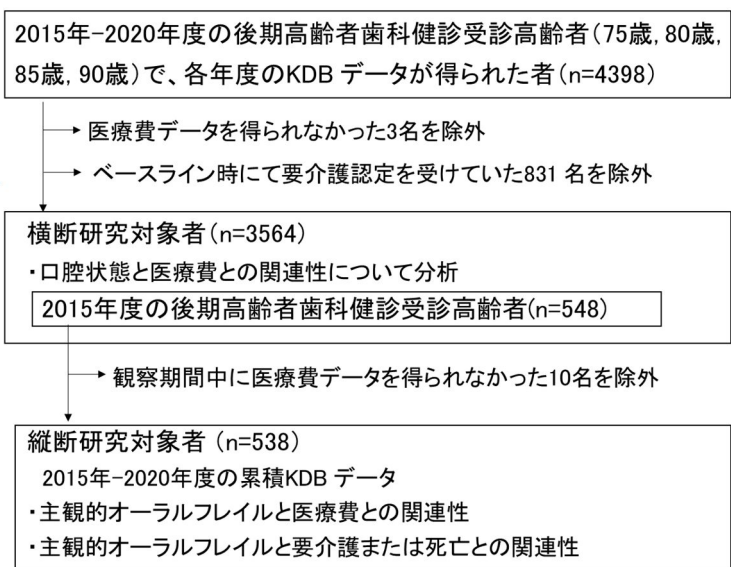 2015年-2020年度の後期高齢者歯科健診受診高齢者(75歳, 80歳,
85歳, 90歳)で、各年度のKDB データが得られた者(n=4398)
医療費データを得られなかった3名を除外
ベースライン時にて要介護認定を受けていた831 名を除外
横断研究対象者(n=3564)
・口腔状態と医療費との関連性について分析
2015年度の後期高齢者歯科健診受診高齢者(n=548)
観察期間中に医療費データを得られなかった10名を除外
縦断研究対象者 (n=538)
2015年-2020年度の累積KDB データ
・主観的オーラルフレイルと医療費との関連性
・主観的オーラルフレイルと要介護または死亡との関連性